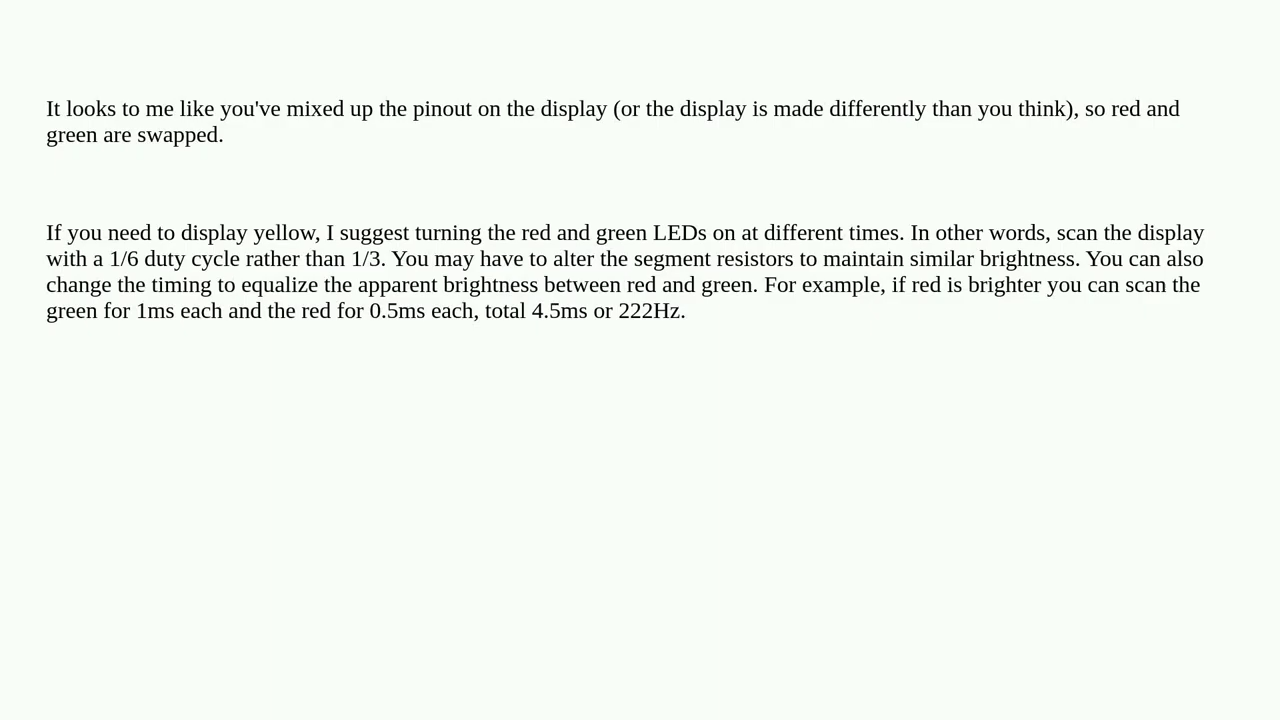 It looks to me like you've mixed up the pinout on the display (or the display is made differently than you think), so red and
green are swapped.
If you need to display yellow, I suggest turning the red and green LEDs on at different times. In other words, scan the display
with a 1/6 duty cycle rather than 1/3. You may have to alter the segment resistors to maintain similar brightness. You can also
change the timing to equalize the apparent brightness between red and green. For example, if red is brighter you can scan the
green for 1ms each and the red for 0.5ms each, total 4.5ms or 222Hz.